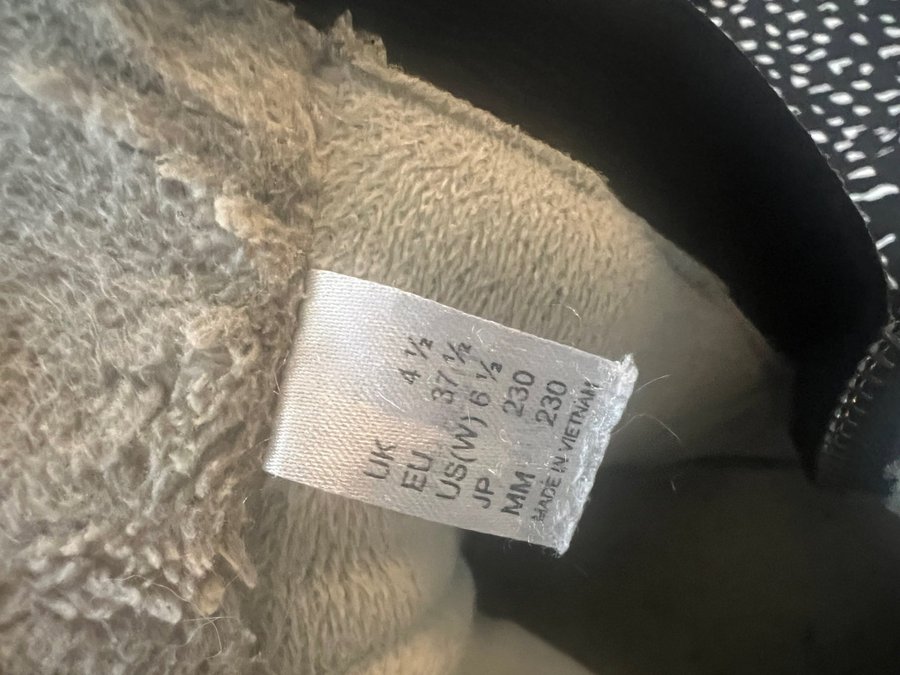 UK 4 ½
EU 37 ½
US(W) 6 ½
JP 230
MM 230
MADE IN VIETNAM